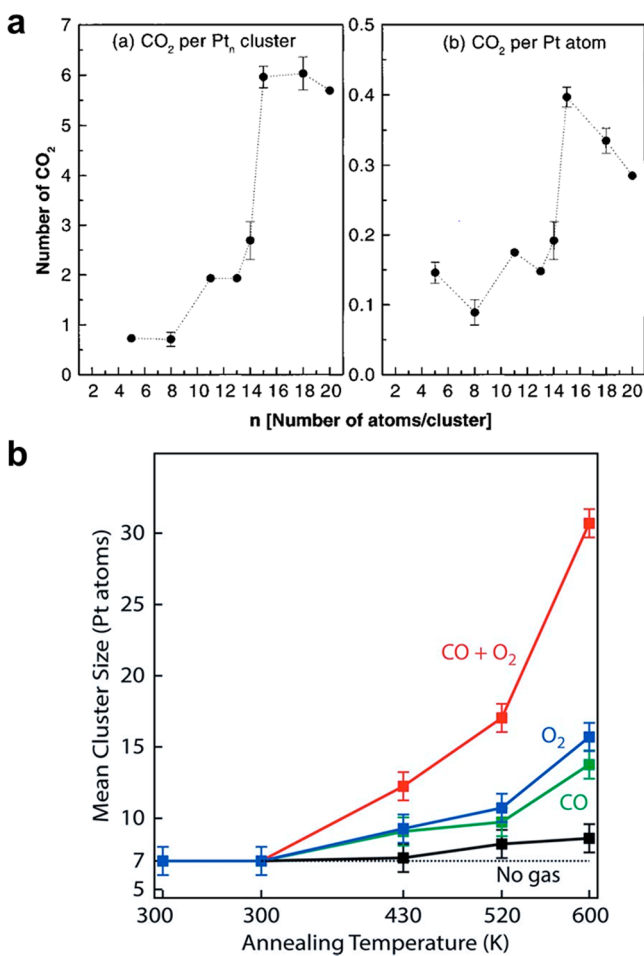 a
(a) CO2 per Ptn cluster
(b) CO2 per Pt atom
Number of CO2
7
6
5
4
3
2
1
0
0.5
0.4
0.3
0.2
0.1
0.0
2 4 6 8 10 12 14 16 18 20
2 4 6 8 10 12 14 16 18 20
n [Number of atoms/cluster]
b
Mean Cluster Size (Pt atoms)
30
25
20
15
10
7
5
CO + O2
O2
CO
No gas
300 300 430 520 600
Annealing Temperature (K)